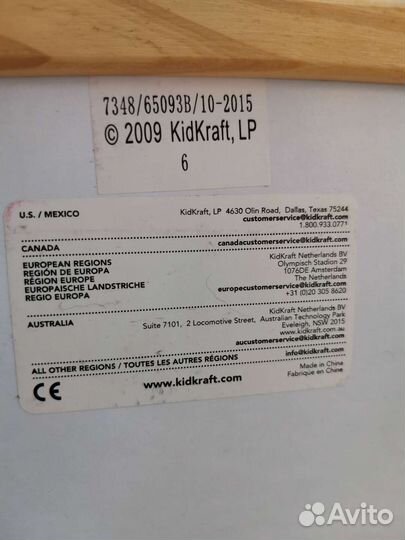 7348/65093B/10-2015
© 2009 KidKraft, LP
6
U.S. / MEXICO
KidKraft, LP 4630 Olin Road, Dallas, Texas 75244
customerservice@kidkraft.com
1.800.933.0771
CANADA
canadacustomerservice@kidkraft.com
EUROPEAN REGIONS
REGIÓN DE EUROPA
RÉGION EUROPE
EUROPAISCHE LANDSTRICHE
REGIO EUROPA
KidKraft Netherlands BV
Olympisch Stadion 29
1076DE Amsterdam
The Netherlands
europecustomerservice@kidkraft.com
+31 (0)20 305 8620
AUSTRALIA
KidKraft Netherlands BV
Suite 7101, 2 Locomotive Street, Australian Technology Park
Eveleigh, NSW 2015
www.kidkraft.com.au
aucustomerservice@kidkraft.com
ALL OTHER REGIONS / TOUTES LES AUTRES RÉGIONS
info@kidkraft.com
CE
www.kidkraft.com
Made in China
Fabriqué en Chine
Avito